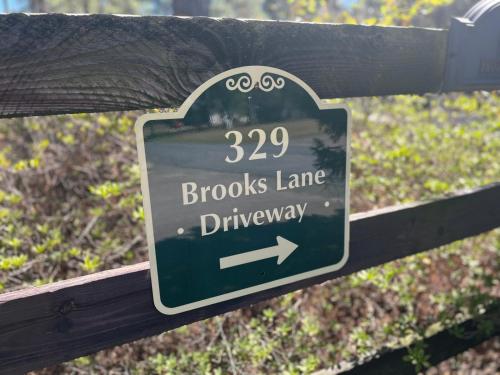 329
Brooks Lane
• Driveway •